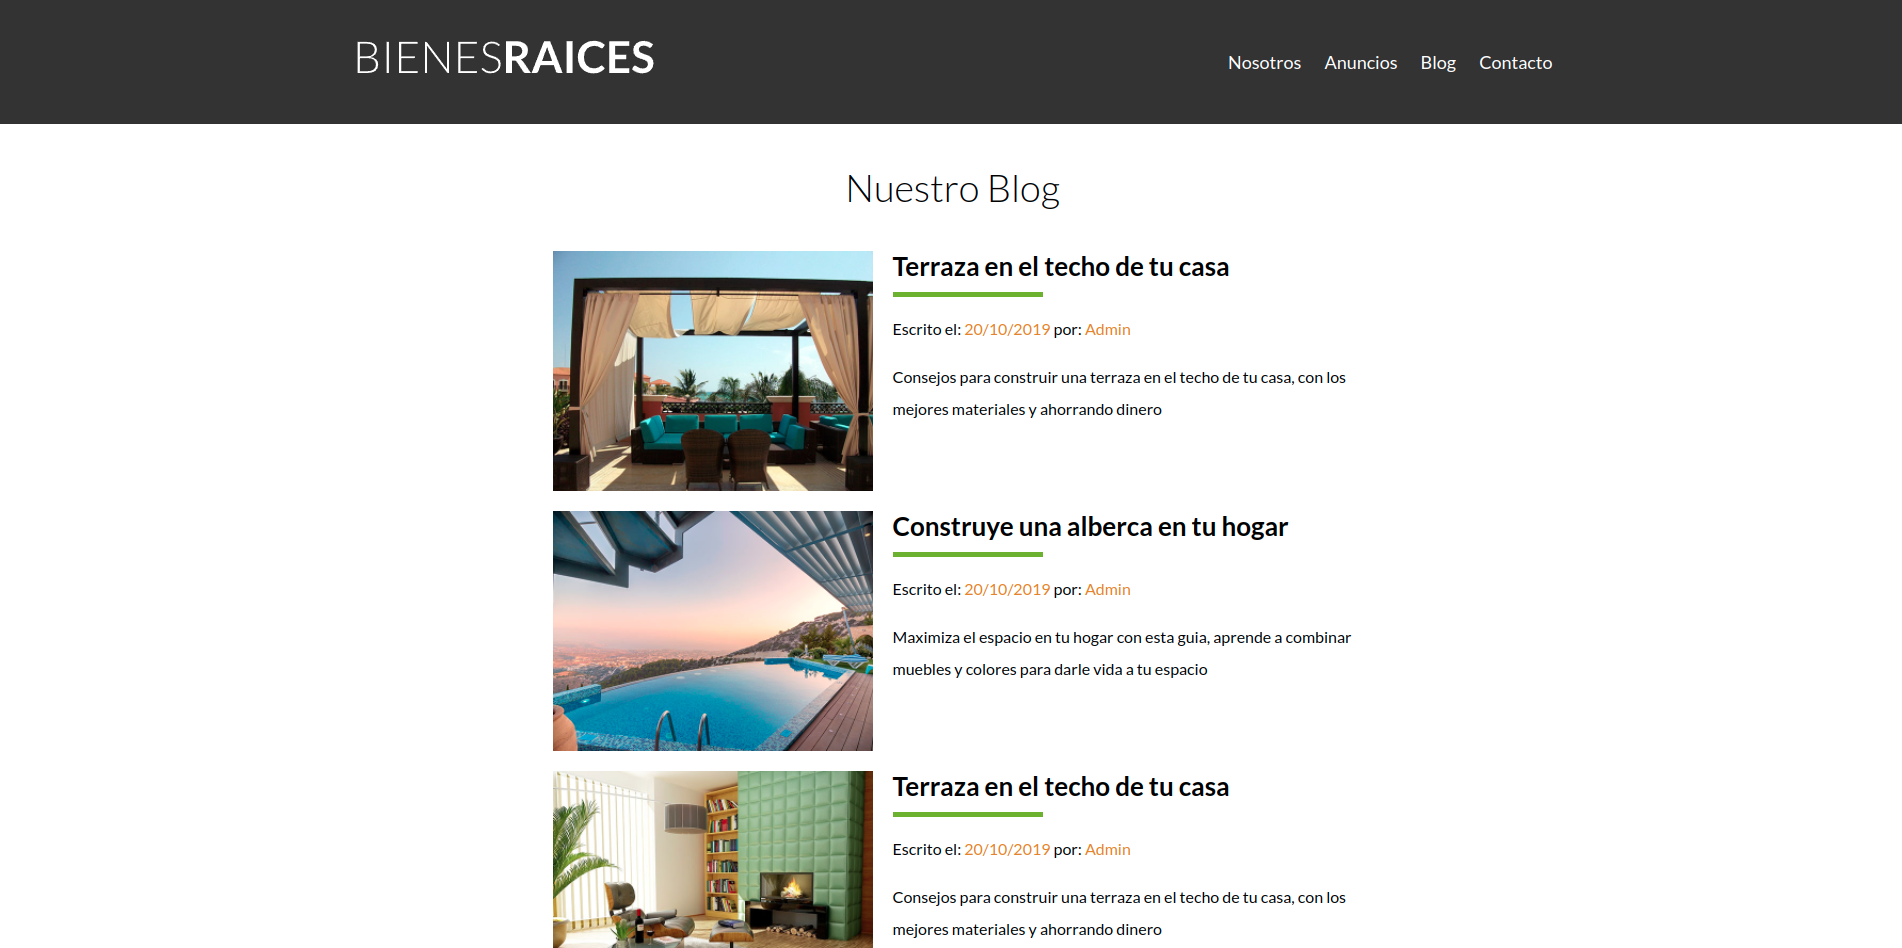 BIENESRAICES
Nosotros Anuncios Blog Contacto
Nuestro Blog
Terraza en el techo de tu casa
Escrito el: 20/10/2019 por: Admin
Consejos para construir una terraza en el techo de tu casa, con los
mejores materiales y ahorrando dinero
Construye una alberca en tu hogar
Escrito el: 20/10/2019 por: Admin
Maximiza el espacio en tu hogar con esta guia, aprende a combinar
muebles y colores para darle vida a tu espacio
Terraza en el techo de tu casa
Escrito el: 20/10/2019 por: Admin
Consejos para construir una terraza en el techo de tu casa, con los
mejores materiales y ahorrando dinero